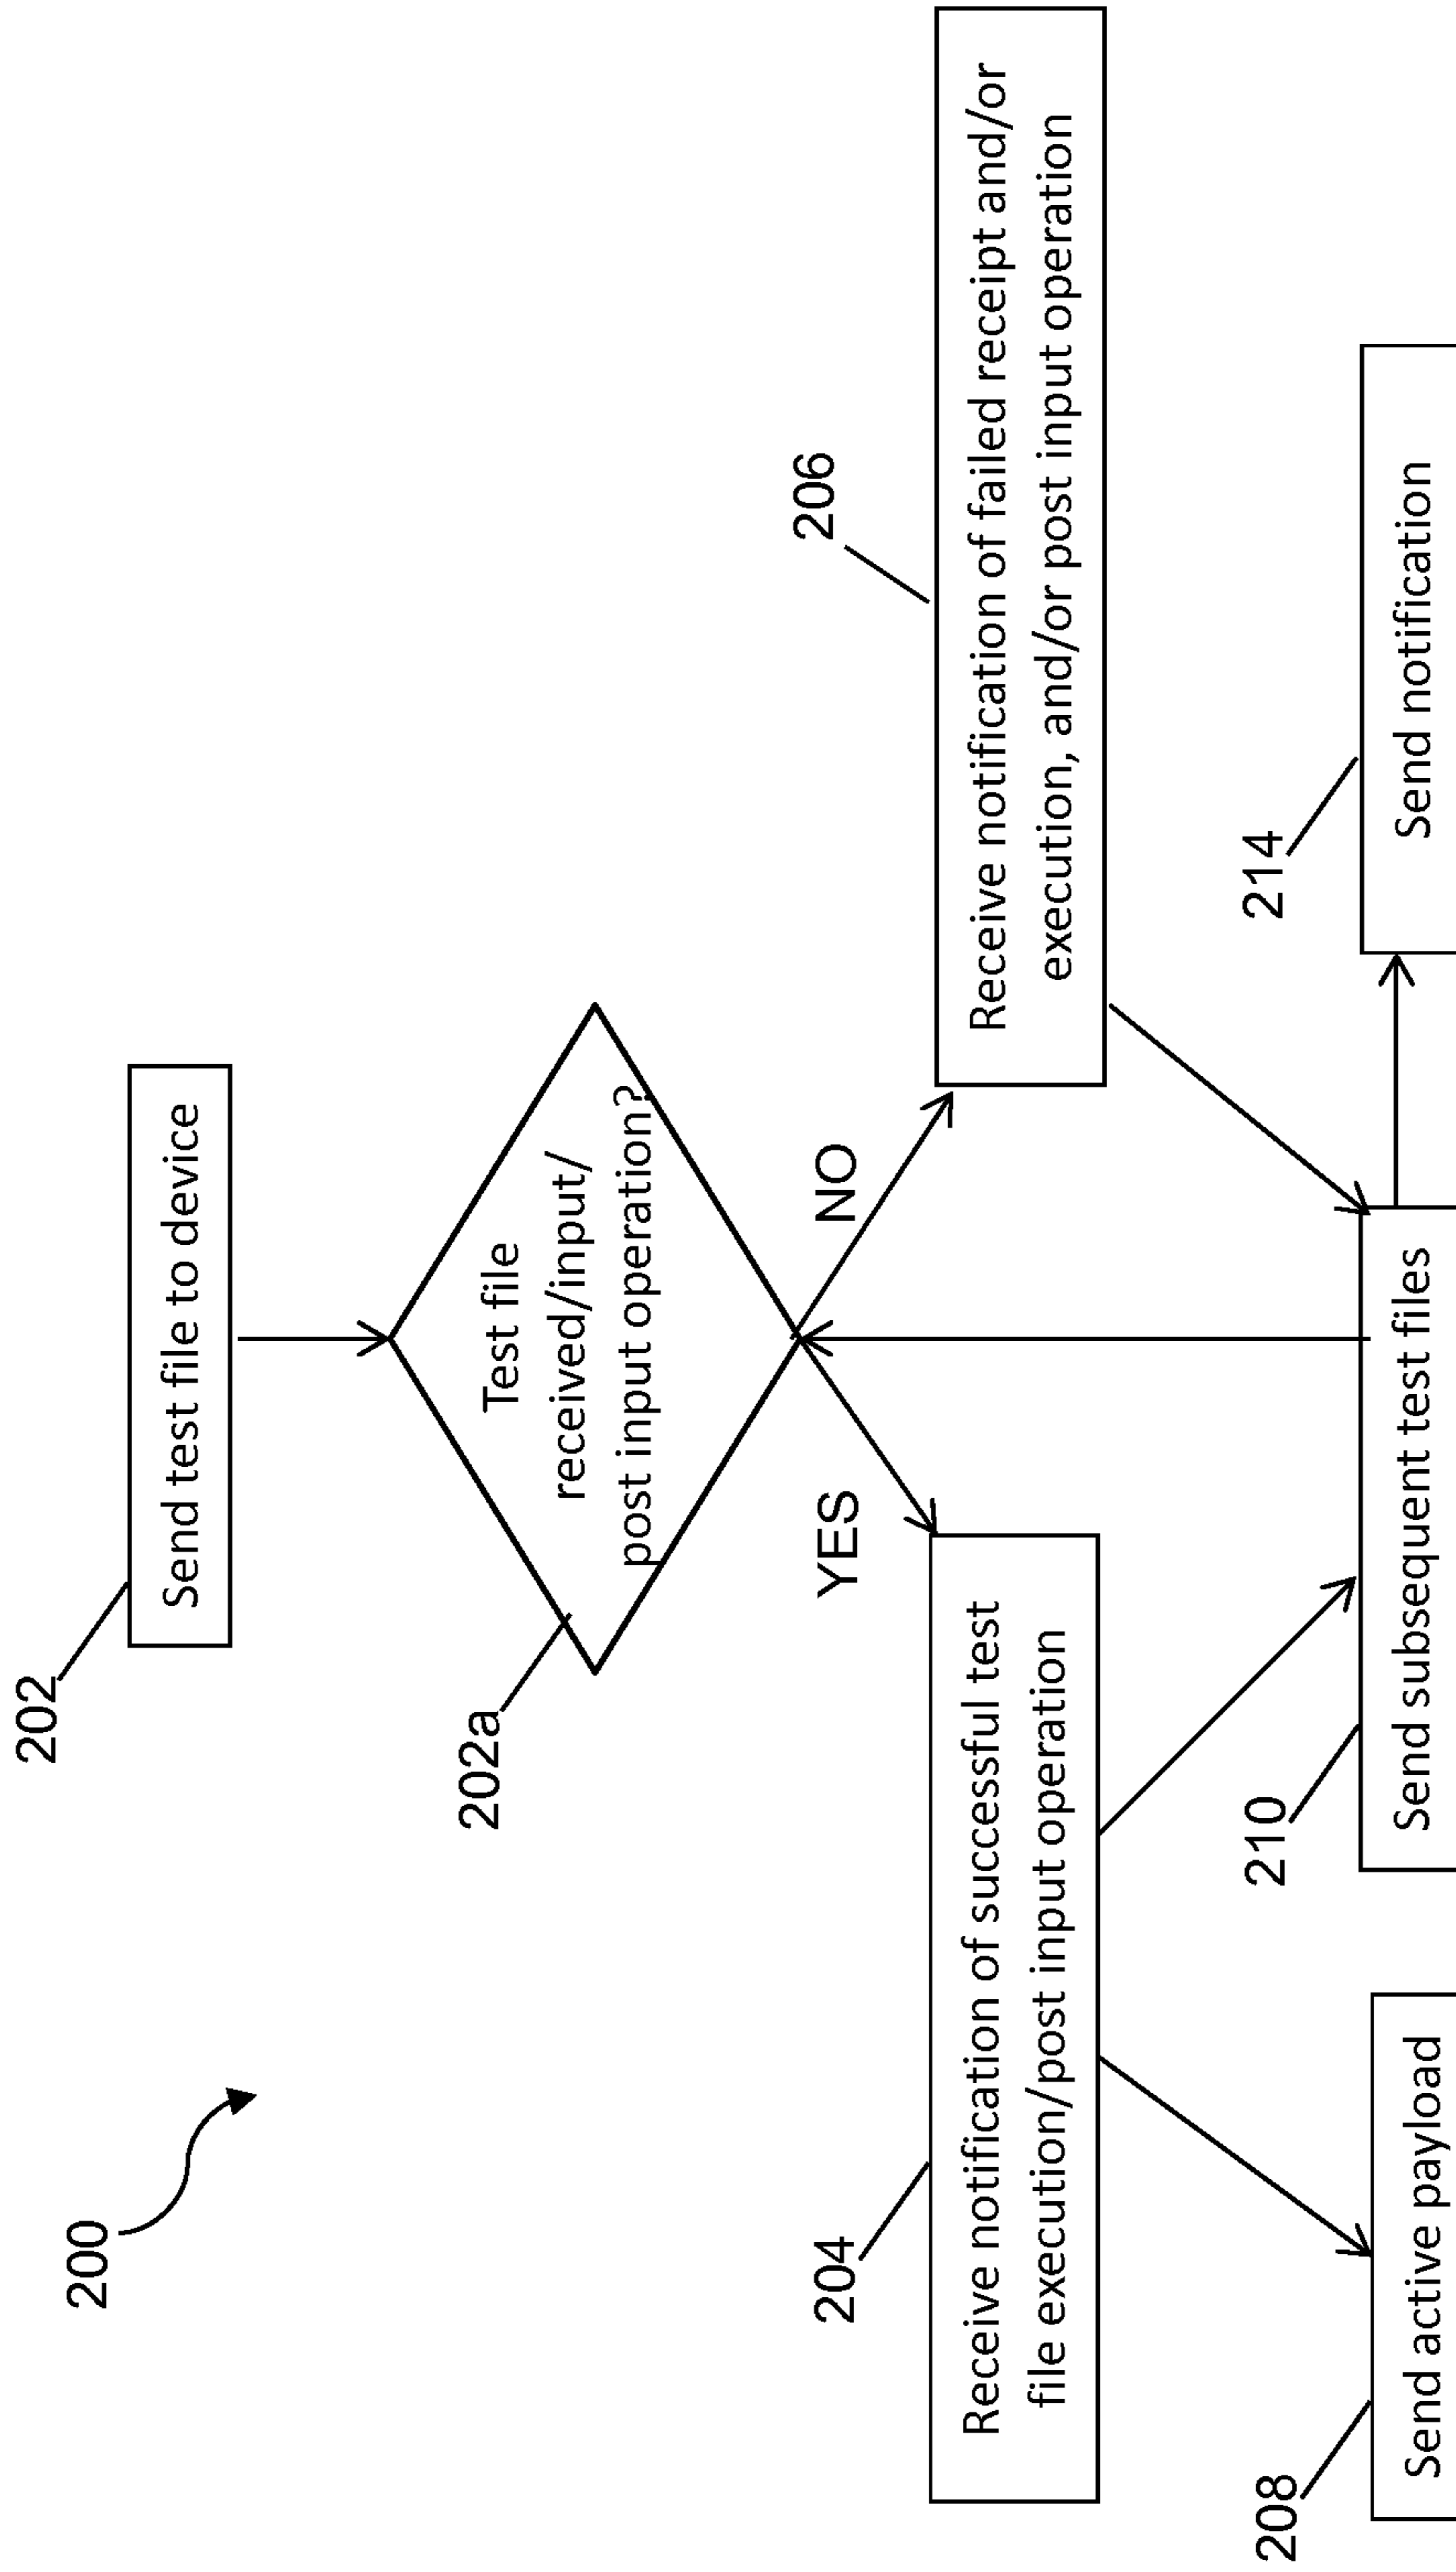 200
202
Send test file to device
202a
Test file
received/input/
post input operation?
YES
NO
204
Receive notification of successful test
file execution/post input operation
206
Receive notification of failed receipt and/or
execution, and/or post input operation
208
Send active payload
210
Send subsequent test files
214
Send notification